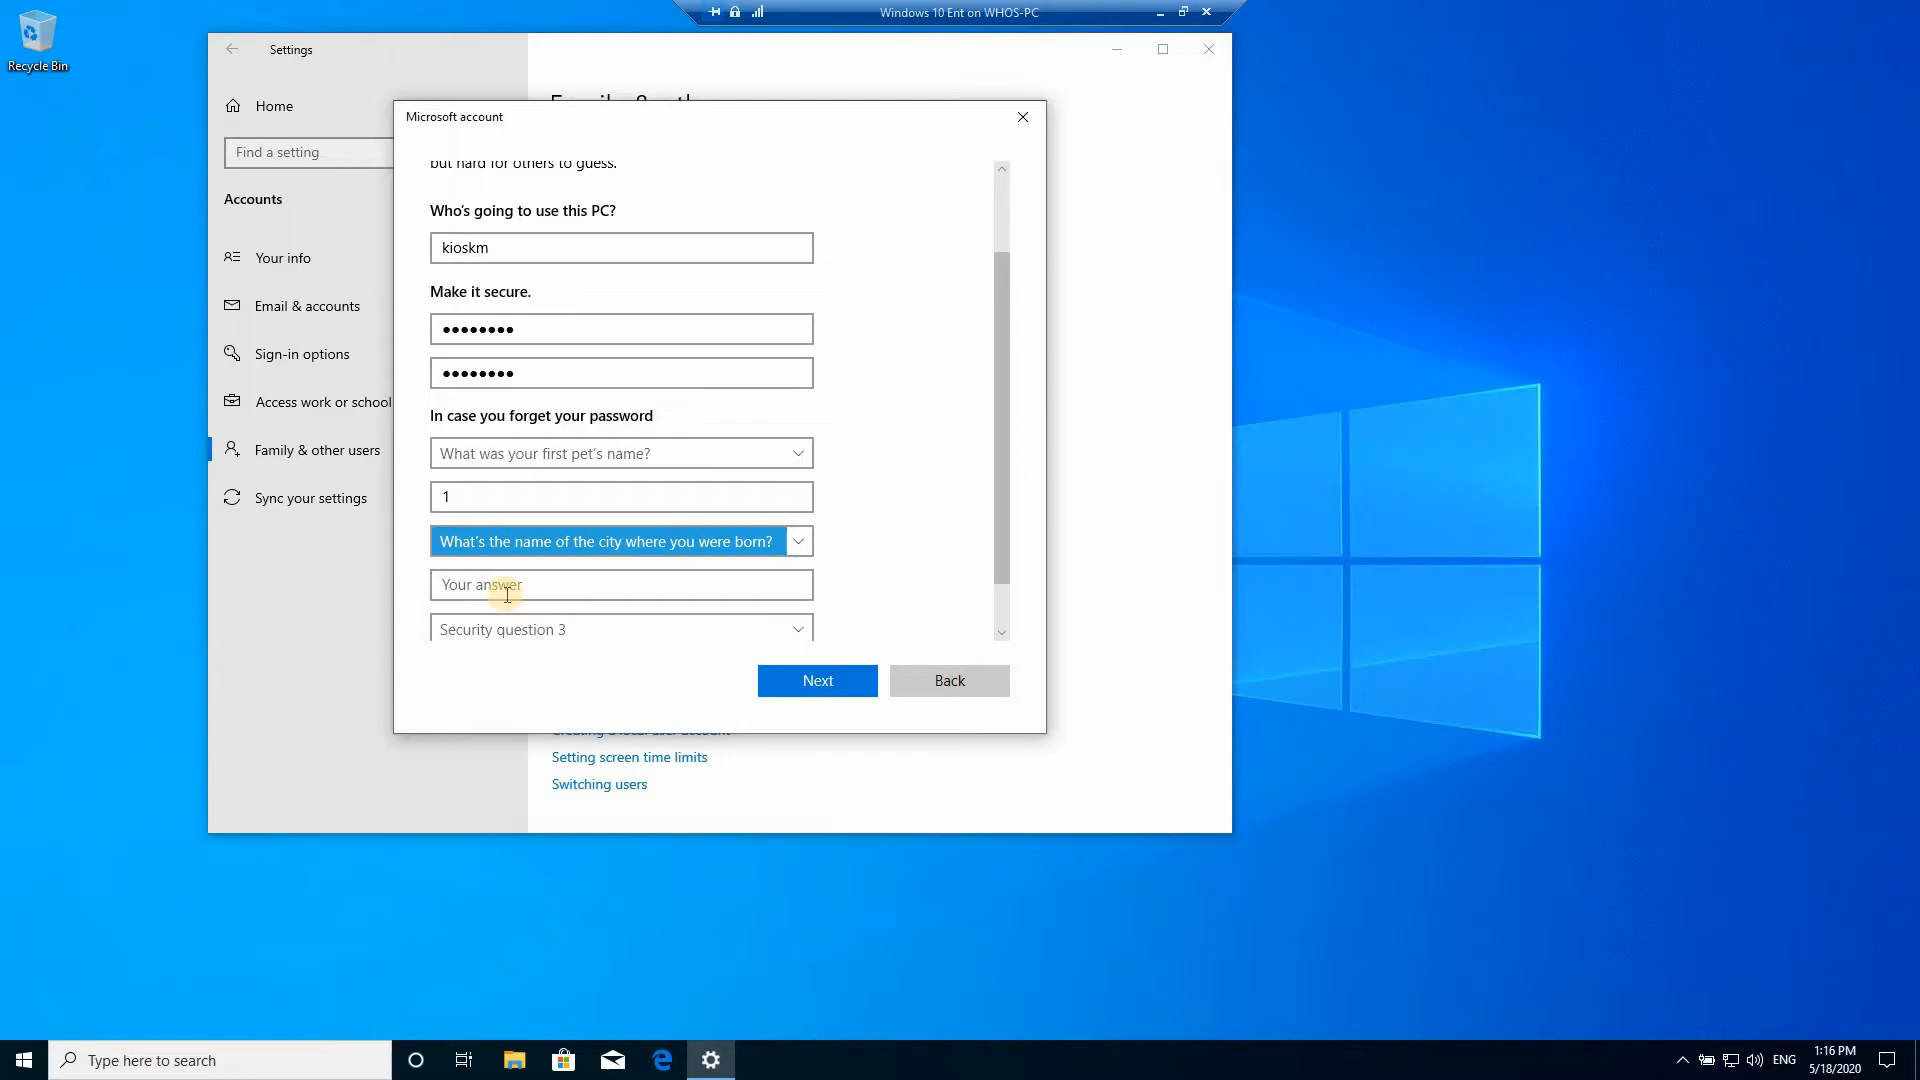 Windows 10 Ent on WHOS-PC
Recycle Bin
Settings
Home
Find a setting
Accounts
Your info
Email & accounts
Sign-in options
Access work or school
Family & other users
Sync your settings
Microsoft account
but hard for others to guess.
Who's going to use this PC?
kioskm
Make it secure.
●●●●●●●●
●●●●●●●●
In case you forget your password
What was your first pet's name?
1
What's the name of the city where you were born?
Your answer
Security question 3
Next
Back
Creating a local user account
Setting screen time limits
Switching users
Type here to search
ENG
1:16 PM
5/18/2020